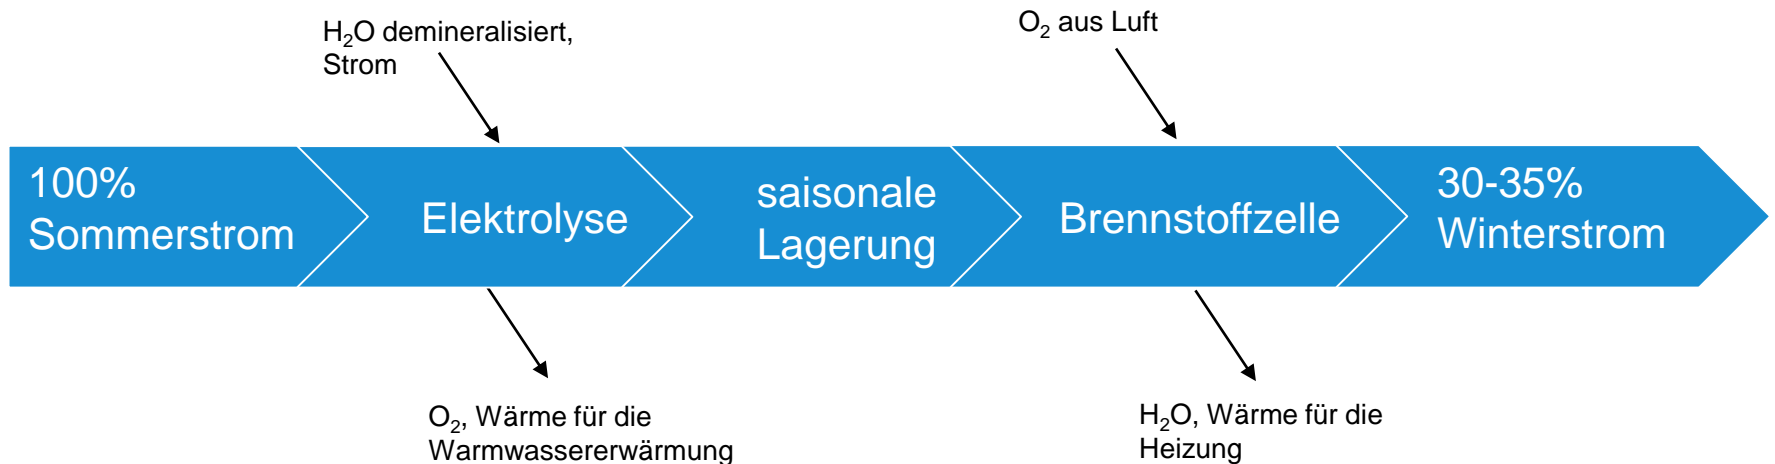 H₂O demineralisiert,
Strom
O₂ aus Luft
100%
Sommerstrom
Elektrolyse
saisonale
Lagerung
Brennstoffzelle
30-35%
Winterstrom
O₂, Wärme für die
Warmwassererwärmung
H₂O, Wärme für die
Heizung